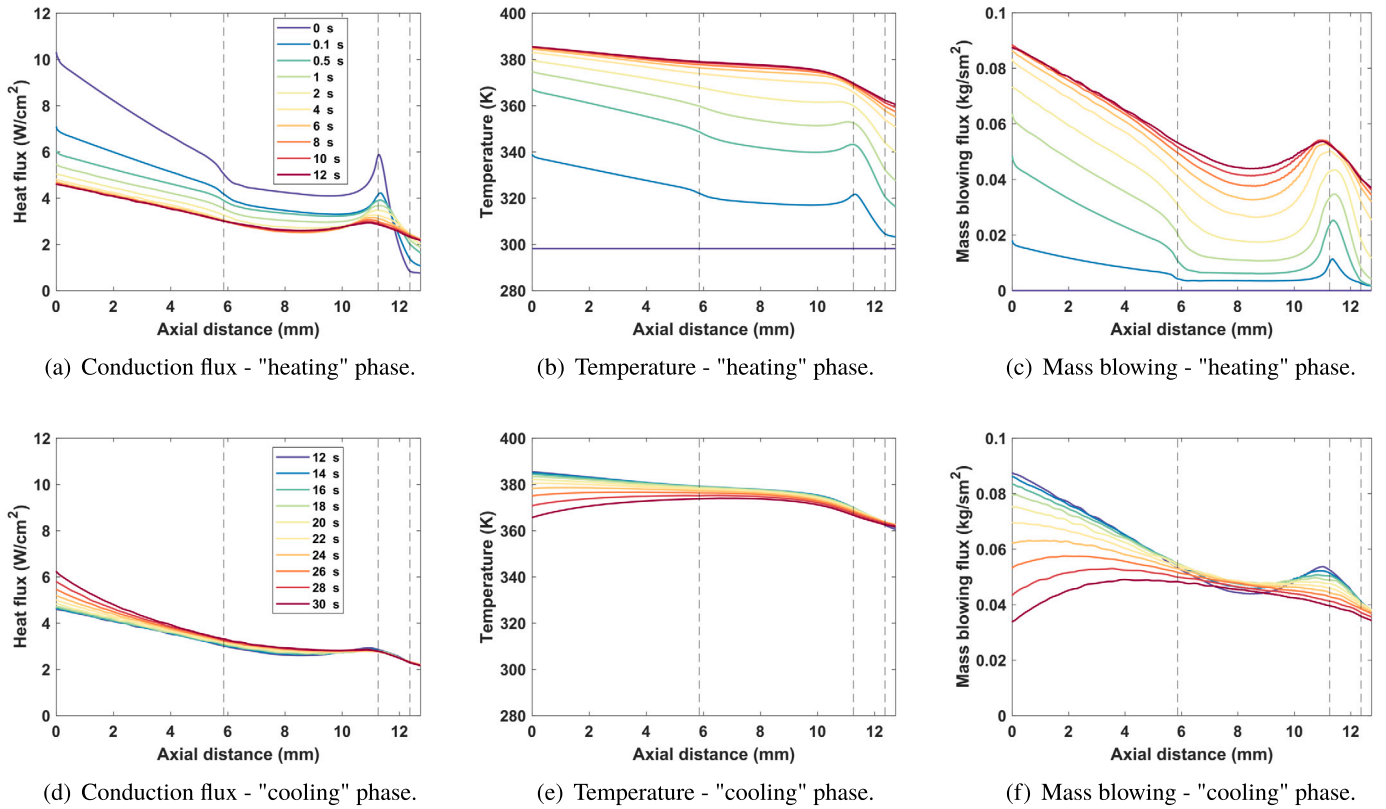 12
10
8
6
4
2
0
Heat flux (W/cm2)
0 s
0.1 s
0.5 s
1 s
2 s
4 s
6 s
8 s
10 s
12 s
0 2 4 6 8 10 12
Axial distance (mm)
(a) Conduction flux - "heating" phase.
400
380
360
340
320
300
280
Temperature (K)
0 2 4 6 8 10 12
Axial distance (mm)
(b) Temperature - "heating" phase.
0.1
0.08
0.06
0.04
0.02
0
Mass blowing flux (kg/sm2)
0 2 4 6 8 10 12
Axial distance (mm)
(c) Mass blowing - "heating" phase.
12
10
8
6
4
2
0
Heat flux (W/cm2)
12 s
14 s
16 s
18 s
20 s
22 s
24 s
26 s
28 s
30 s
0 2 4 6 8 10 12
Axial distance (mm)
(d) Conduction flux - "cooling" phase.
400
380
360
340
320
300
280
Temperature (K)
0 2 4 6 8 10 12
Axial distance (mm)
(e) Temperature - "cooling" phase.
0.1
0.08
0.06
0.04
0.02
0
Mass blowing flux (kg/sm2)
0 2 4 6 8 10 12
Axial distance (mm)
(f) Mass blowing - "cooling" phase.